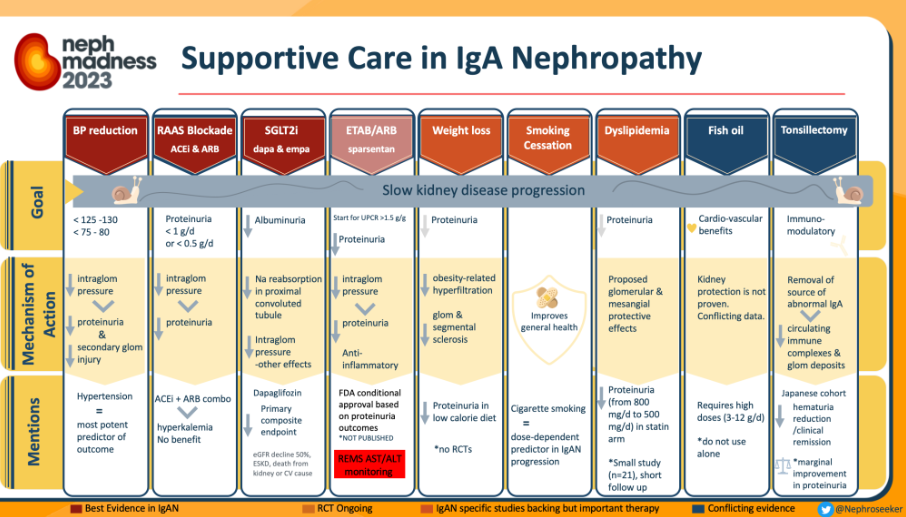 neph
madness
2023
Supportive Care in IgA Nephropathy
BP reduction
RAAS Blockade
ACEi & ARB
SGLT2i
dapa & empa
ETAB/ARB
sparsentan
Weight loss
Smoking
Cessation
Dyslipidemia
Fish oil
Tonsillectomy
Goal
Slow kidney disease progression
< 125 -130
< 75 - 80
Proteinuria
< 1 g/d
or < 0.5 g/d
Albuminuria
Start for UPCR >1.5 g/g
Proteinuria
Proteinuria
Proteinuria
Cardio-vascular
benefits
Immuno-
modulatory
Mechanism of
Action
intraglom
pressure
proteinuria
&
secondary glom
injury
intraglom
pressure
proteinuria
Na reabsorption
in proximal
convoluted
tubule
Intraglom
pressure
-other effects
intraglom
pressure
proteinuria
Anti-
inflammatory
obesity-related
hyperfiltration
glom &
segmental
sclerosis
Improves
general health
Proposed
glomenular &
mesangial
protective
effects
Kidney
protection is not
proven.
Conflicting data.
Removal of
source of
abnormal IgA
circulating
immune
complexes &
glom deposits
Mentions
Hypertension
=
most potent
predictor of
outcome
ACEi + ARB combo
hyperkalemia
No benefit
Dapaglifozin
Primary
composite
endpoint
eGFR decline 50%,
ESKD, death from
kidney or CV cause
FDA conditional
approval based
on proteinuria
outcomes
*NOT PUBLISHED
REMS AST/ALT
monitoring
Proteinuria in
low calorie diet
*no RCTs
Cigarette smoking
=
dose-dependent
predictor in IgAN
progression
Proteinuria
(from 800
mg/d to 500
mg/d) in statin
arm
*Small study
(n=21), short
follow up
Requires high
doses (3-12 g/d)
*do not use
alone
Japanese cohort
hematuria
reduction
/clinical
remission
*marginal
improvement
in proteinuria
Best Evidence in IgAN
RCT Ongoing
IgAN specific studies backing but important therapy
Conflicting evidence
@Nephroseeker